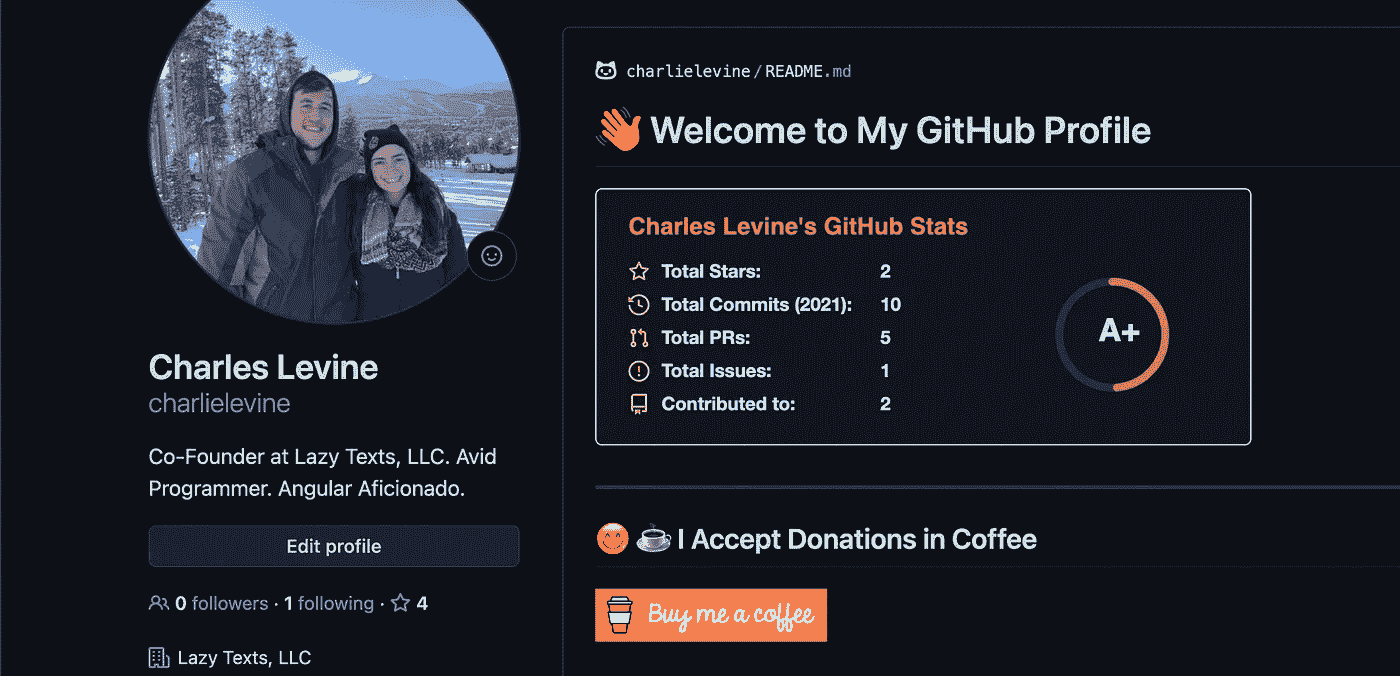 charlielevine/README.md
Welcome to My GitHub Profile
Charles Levine's GitHub Stats
Total Stars: 2
Total Commits (2021): 10
Total PRs: 5
Total Issues: 1
Contributed to: 2
A+
I Accept Donations in Coffee
Buy me a coffee
Charles Levine
charlielevine
Co-Founder at Lazy Texts, LLC. Avid
Programmer. Angular Aficionado.
Edit profile
0 followers · 1 following · 4
Lazy Texts, LLC